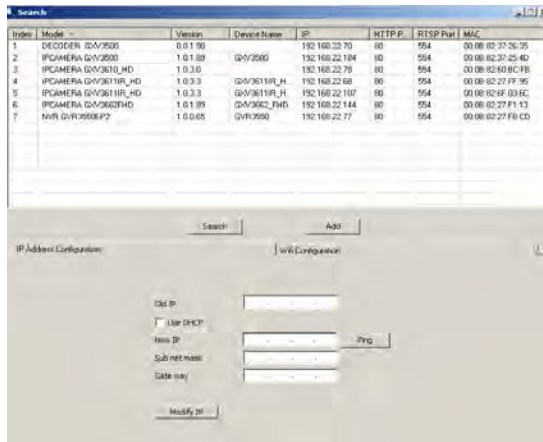 Search
Index Model Version Device Name IP HTTP P... RTSP Port MAC
1 DECODER GXV3500 0.0.1.90 192.168.22.70 80 554 00:0B:82:37:26:35
2 IPCAMERA GXV3500 1.0.1.89 GXV3500 192.168.22.184 80 554 00:0B:82:37:25:4D
3 IPCAMERA GXV3610_HD 1.0.3.6 192.168.22.78 80 554 00:0B:82:60:BC:FB
4 IPCAMERA GXV3611IR_HD 1.0.3.3 GXV3611IR_H... 192.168.22.68 80 554 00:0B:82:27:FF:95
5 IPCAMERA GXV3611IR_HD 1.0.3.3 GXV3611IR_H... 192.168.22.107 80 554 00:0B:82:6F:03:6C
6 IPCAMERA GXV3662FHD 1.0.1.89 GXV3662_FHD 192.168.22.144 80 554 00:0B:82:27:F1:13
7 NVR 1.0.0.65 GVR3550 192.168.22.77 80 554 00:0B:82:27:FB:CD
Search Add
IP Address Configuration Wifi Configuration
Old IP
Use DHCP
New IP Ping
Sub net mask
Gate way
Modify IP